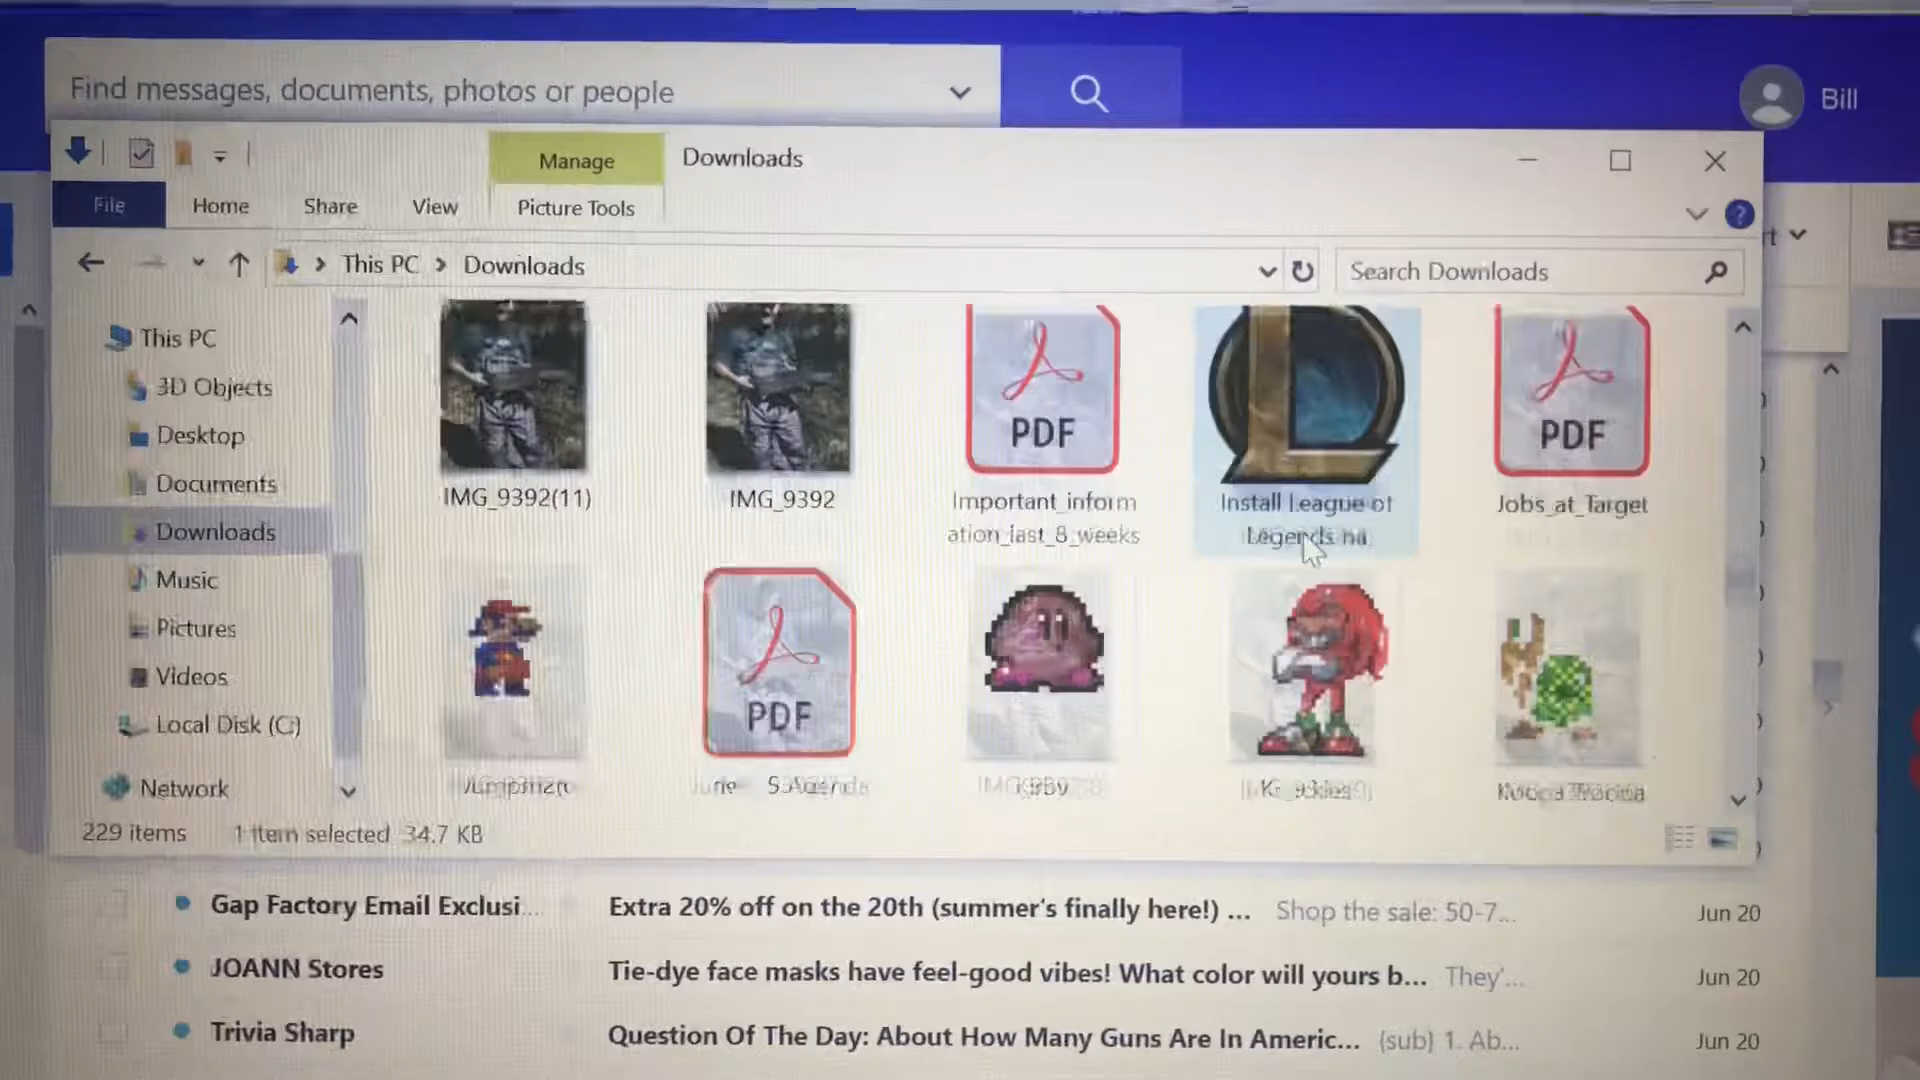 Find messages, documents, photos or people
Bill
Manage
Downloads
File
Home
Share
View
Picture Tools
This PC
Downloads
Search Downloads
This PC
3D Objects
Desktop
Documents
Downloads
Music
Pictures
Videos
Local Disk (C:)
Network
IMG_9392(11)
IMG_9392
PDF
Important_inform
ation_last_8_weeks
Install League of
Legends na
PDF
Jobs_at_Target
PDF
229 items
1 item selected 34.7 KB
Gap Factory Email Exclusi... Extra 20% off on the 20th (summer's finally here!) ... Shop the sale: 50-7... Jun 20
JOANN Stores Tie-dye face masks have feel-good vibes! What color will yours b... They'... Jun 20
Trivia Sharp Question Of The Day: About How Many Guns Are In Americ... {sub} 1. Ab... Jun 20